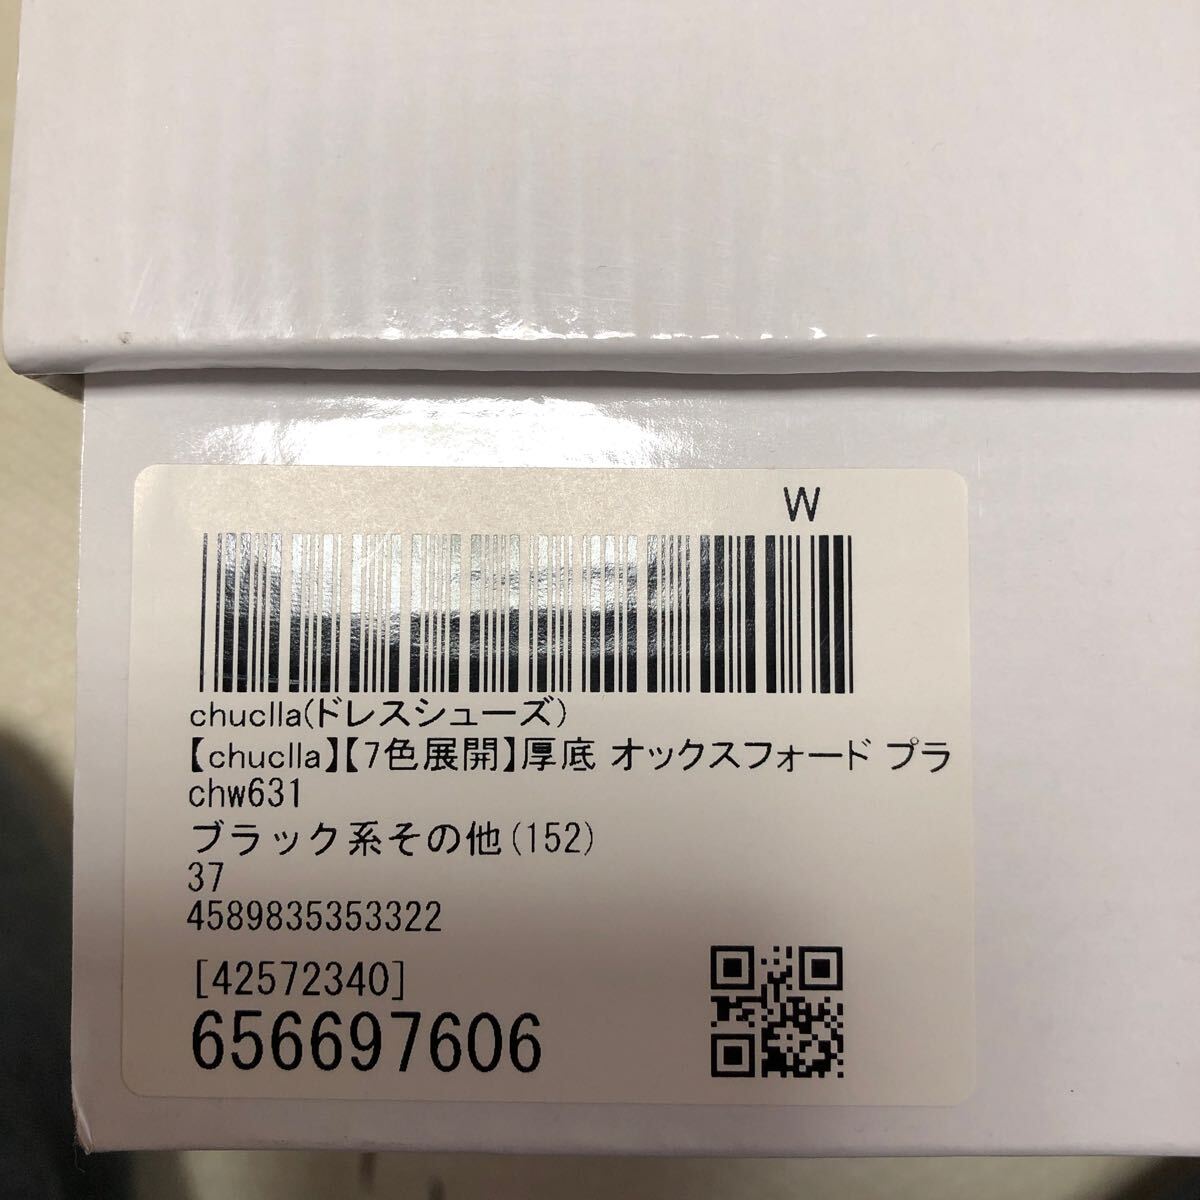 W
chuclla(ドレスシューズ)
【chuclla】【7色展開】厚底 オックスフォード プラ
chw631
ブラック系その他(152)
37
4589835353322
[42572340]
656697606